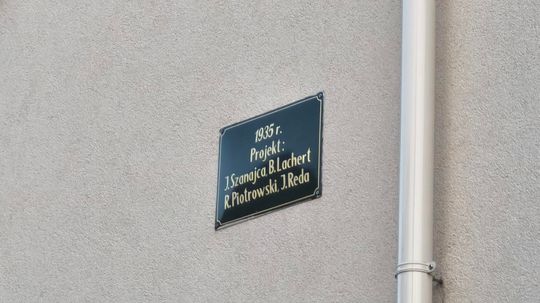 1935 r.
Projekt:
J.Szanajca, B.Lachert
R.Piotrowski, J.Reda